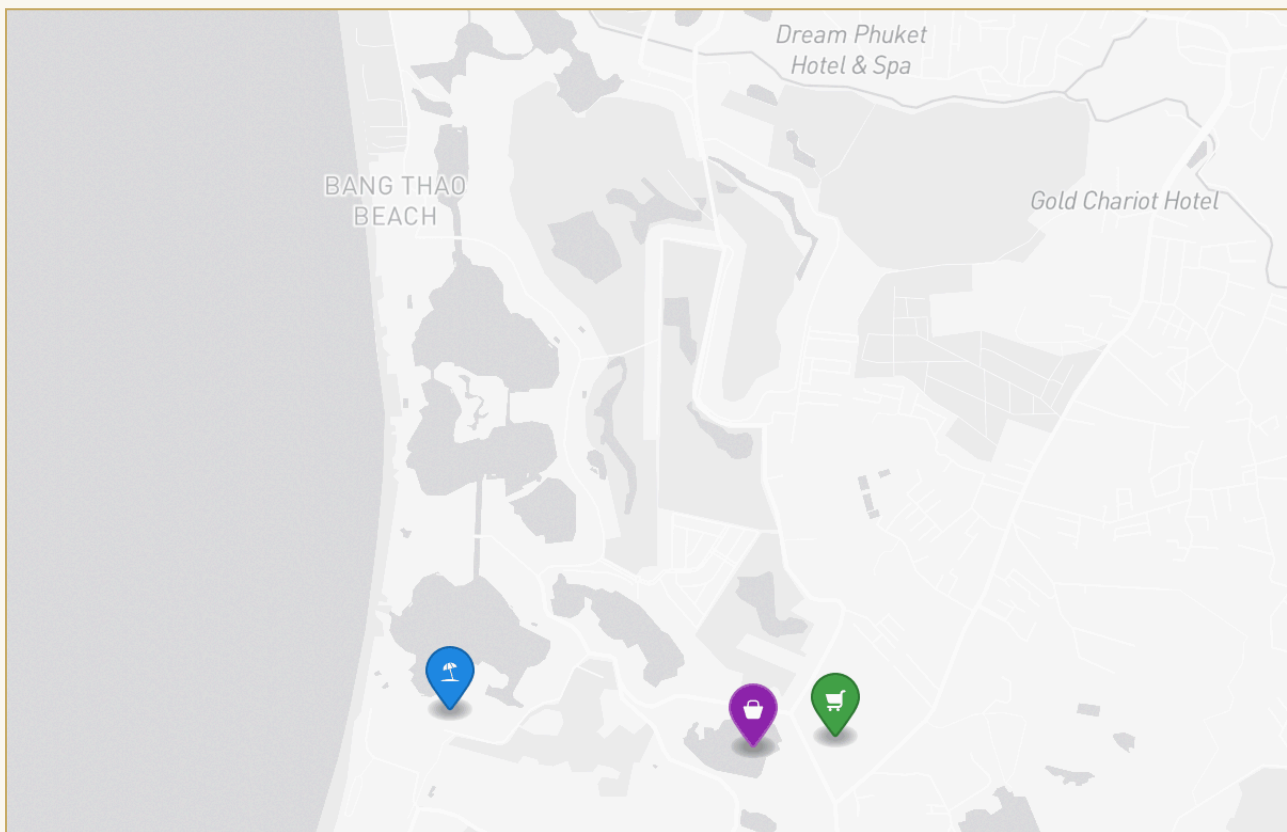 Dream Phuket
Hotel & Spa
BANG THAO
BEACH
Gold Chariot Hotel